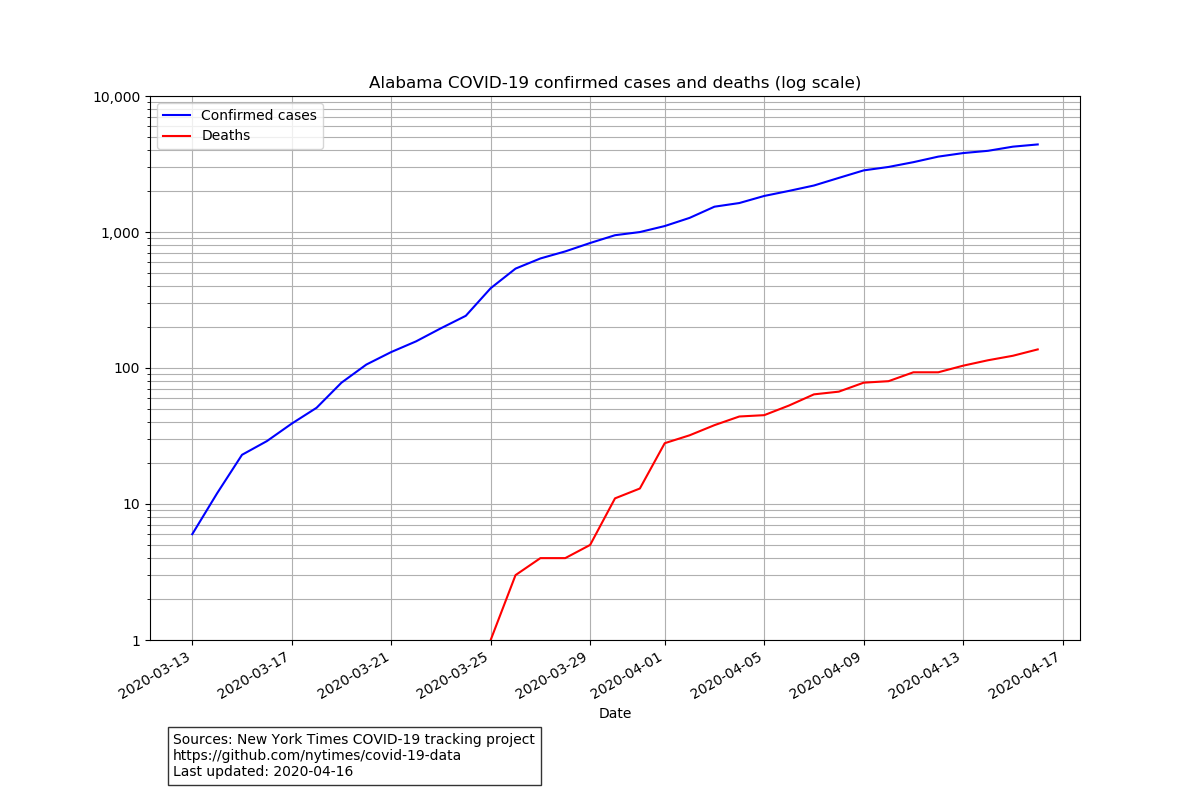 Alabama COVID-19 confirmed cases and deaths (log scale)
10,000
1,000
100
10
1
Confirmed cases
Deaths
2020-03-13
2020-03-17
2020-03-21
2020-03-25
2020-03-29
2020-04-01
2020-04-05
2020-04-09
2020-04-13
2020-04-17
Date
Sources: New York Times COVID-19 tracking project
https://github.com/nytimes/covid-19-data
Last updated: 2020-04-16